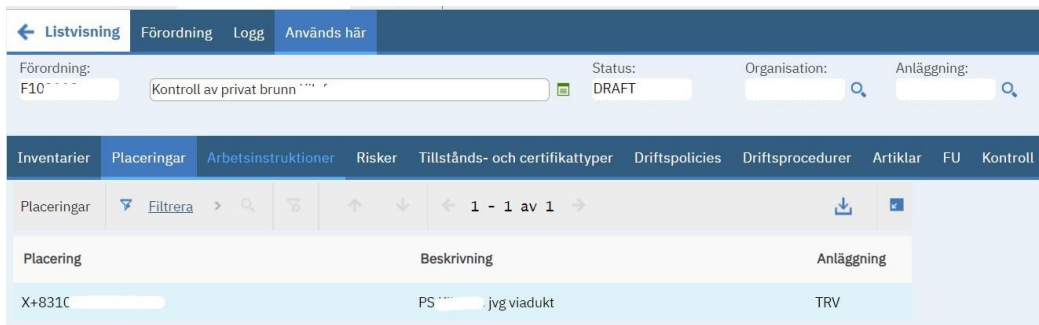 Listvisning Förordning Logg Används här
Förordning: Status: Organisation: Anläggning:
F10 Kontroll av privat brunn DRAFT
Inventarier Placeringar Arbetsinstruktioner Risker Tillstånds- och certifikattyper Driftspolicies Driftsprocedurer Artiklar FU Kontroll
Placeringar Filtrera 1 - 1 av 1
Placering Beskrivning Anläggning
X+831 PS jvg viadukt TRV